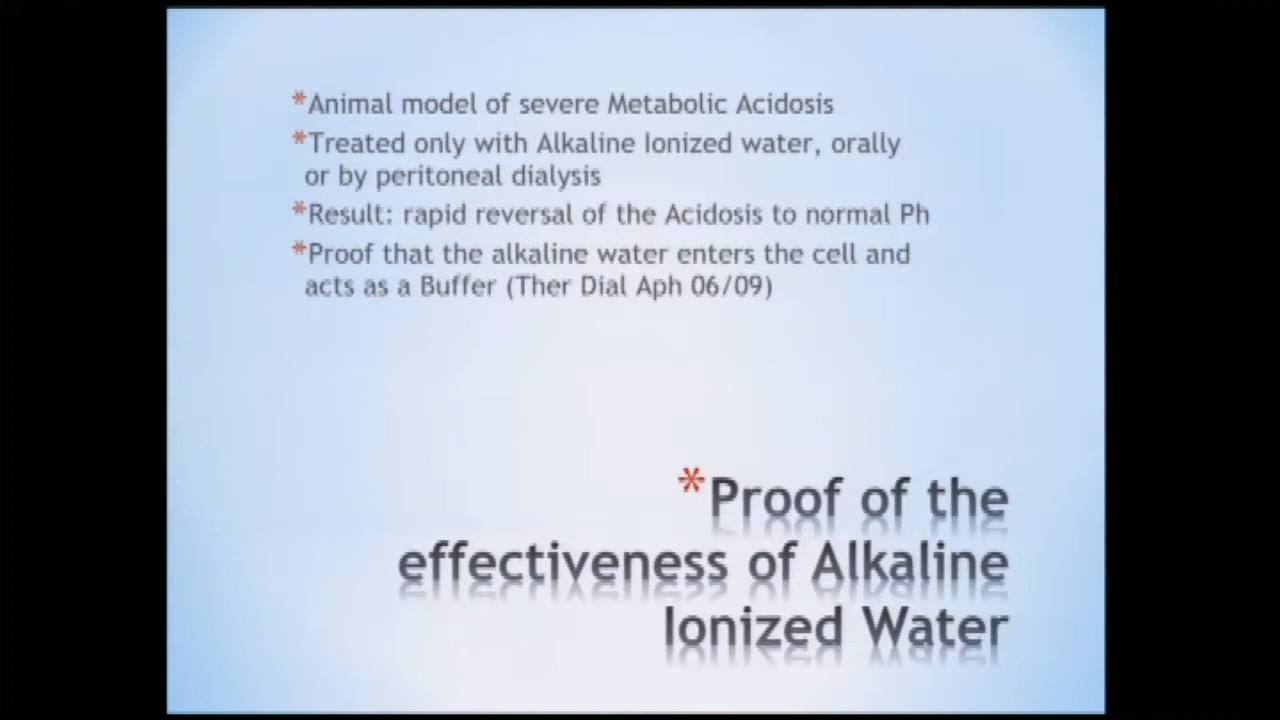 *Animal model of severe Metabolic Acidosis
*Treated only with Alkaline Ionized water, orally
or by peritoneal dialysis
*Result: rapid reversal of the Acidosis to normal Ph
*Proof that the alkaline water enters the cell and
acts as a Buffer (Ther Dial Aph 06/09)
*Proof of the
effectiveness of Alkaline
Ionized Water